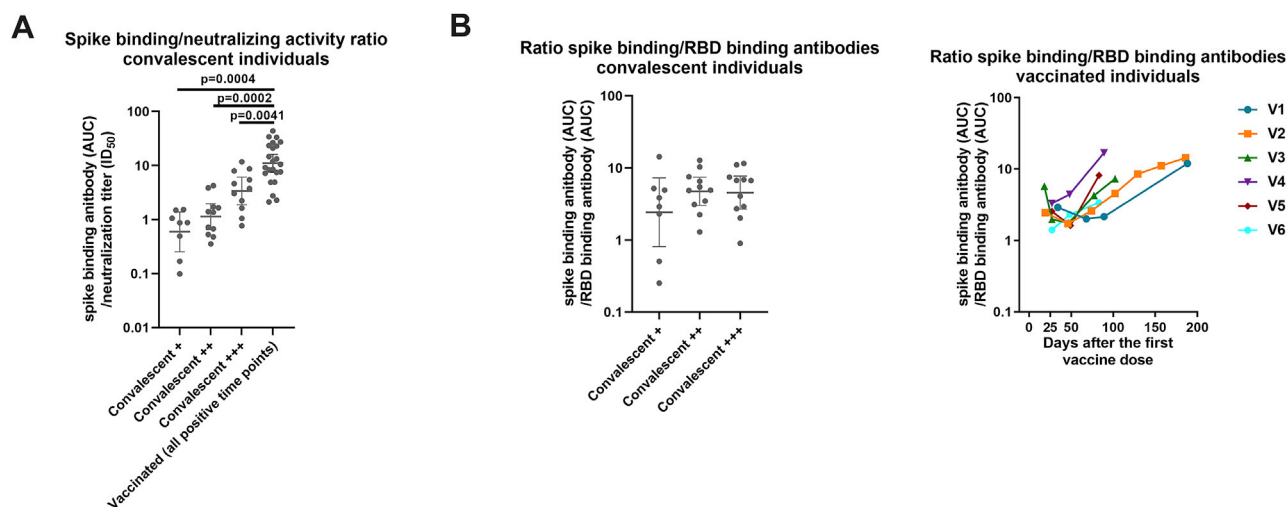 A
Spike binding/neutralizing activity ratio
convalescent individuals
p=0.0004
p=0.0002
p=0.0041
spike binding anitibody (AUC)
/neutralization titer (ID50)
100
10
1
0.1
0.01
Convalescent +
Convalescent ++
Convalescent +++
Vaccinated (all positive time points)
B
Ratio spike binding/RBD binding antibodies
convalescent individuals
spike binding antibody (AUC)
/RBD binding antibody (AUC)
100
10
1
0.1
Convalescent +
Convalescent ++
Convalescent +++
Ratio spike binding/RBD binding antibodies
vaccinated individuals
spike binding antibody (AUC)
/RBD binding antibody (AUC)
100
10
1
0.1
0 25 50 100 150 200
Days after the first
vaccine dose
V1
V2
V3
V4
V5
V6